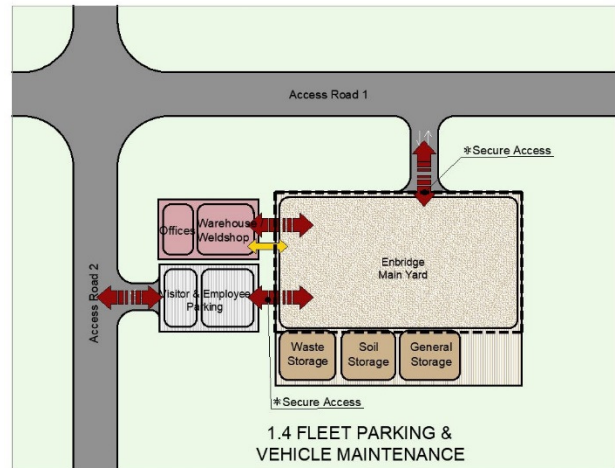 Access Road 1
*Secure Access
Offices
Warehouse
Weldshop
Enbridge
Main Yard
Access Road 2
Visitor & Employee
Parking
Waste
Storage
Soil
Storage
General
Storage
*Secure Access
1.4 FLEET PARKING &
VEHICLE MAINTENANCE